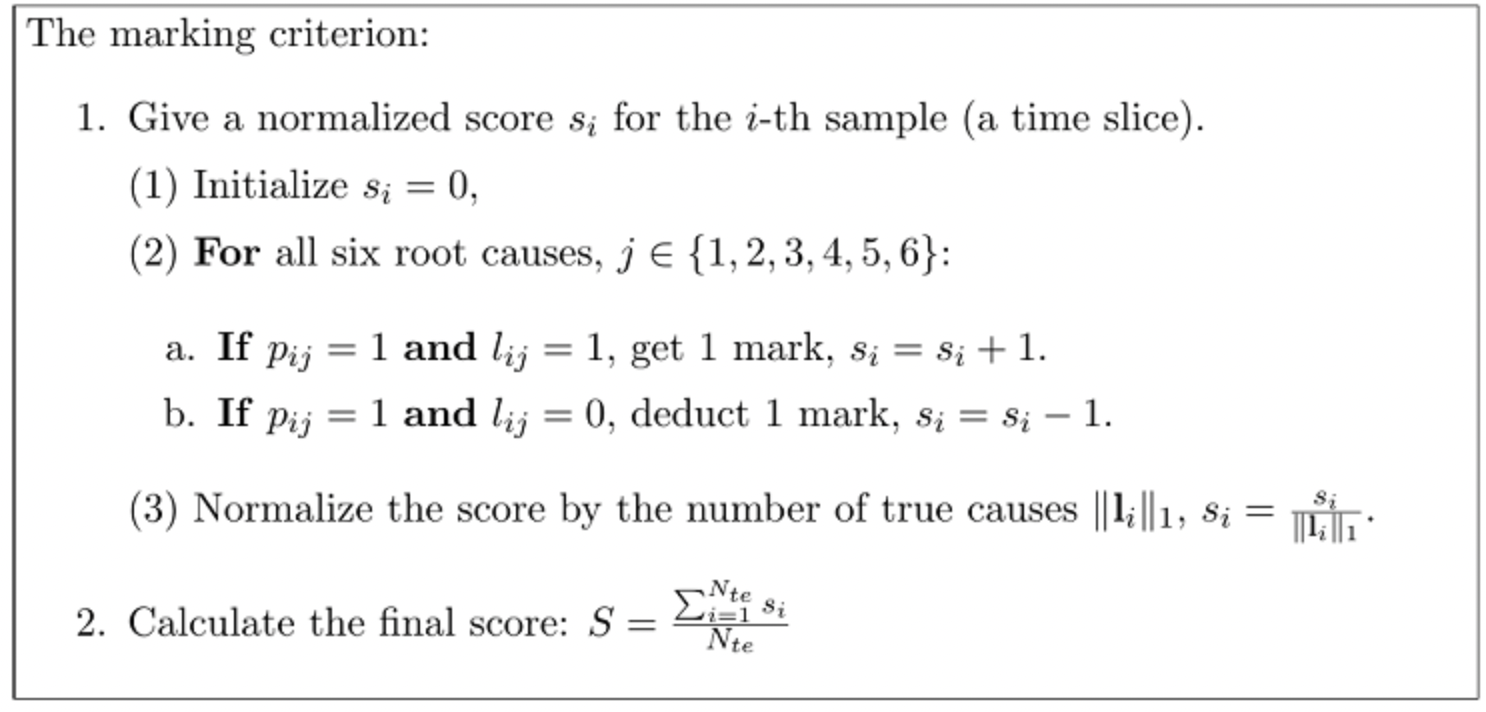 The marking criterion:
1. Give a normalized score $s_i$ for the $i$-th sample (a time slice).
(1) Initialize $s_i = 0$,
(2) For all six root causes, $j \in \{1, 2, 3, 4, 5, 6\}$:
a. If $p_{ij} = 1$ and $l_{ij} = 1$, get 1 mark, $s_i = s_i + 1$.
b. If $p_{ij} = 1$ and $l_{ij} = 0$, deduct 1 mark, $s_i = s_i - 1$.
(3) Normalize the score by the number of true causes $\|\mathbf{l}_i\|_1$, $s_i = \frac{s_i}{\|\mathbf{l}_i\|_1}$.
2. Calculate the final score: $S = \frac{\sum_{i=1}^{N_{te}} s_i}{N_{te}}$